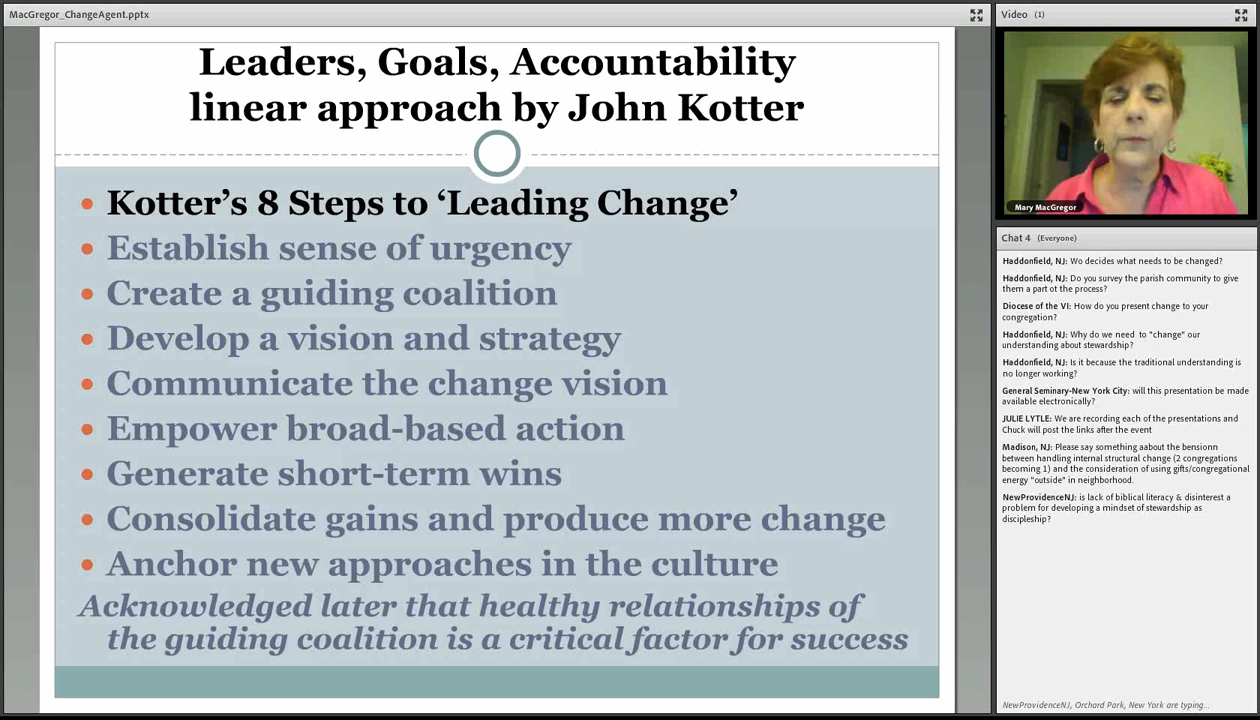 MacGregor_ChangeAgent.pptx
Leaders, Goals, Accountability
linear approach by John Kotter
• Kotter’s 8 Steps to ‘Leading Change’
• Establish sense of urgency
• Create a guiding coalition
• Develop a vision and strategy
• Communicate the change vision
• Empower broad-based action
• Generate short-term wins
• Consolidate gains and produce more change
• Anchor new approaches in the culture
Acknowledged later that healthy relationships of
the guiding coalition is a critical factor for success
Video (1)
Mary MacGregor
Chat 4 (Everyone)
Haddonfield, NJ: Wo decides what needs to be changed?
Haddonfield, NJ: Do you survey the parish community to give
them a part ot the process?
Diocese of the VI: How do you present change to your
congregation?
Haddonfield, NJ: Why do we need to "change" our
understanding about stewardship?
Haddonfield, NJ: Is it because the traditional understanding is
no longer working?
General Seminary-New York City: will this presentation be made
available electronically?
JULIE LYTLE: We are recording each of the presentations and
Chuck will post the links after the event
Madison, NJ: Please say something aabout the bensionn
between handling internal structural change (2 congregations
becoming 1) and the consideration of using gifts/congregational
energy "outside" in neighborhood.
NewProvidenceNJ: is lack of biblical literacy & disinterest a
problem for developing a mindset of stewardship as
discipleship?
NewProvidenceNJ, Orchard Park, New York are typing...